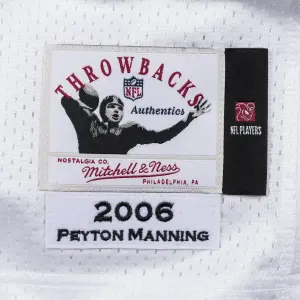 THROWBACKS
NFL
Authentics
NFL PLAYERS
NOSTALGIA CO.
Mitchell & Ness
PHILADELPHIA, PA
2006
PEYTON MANNING